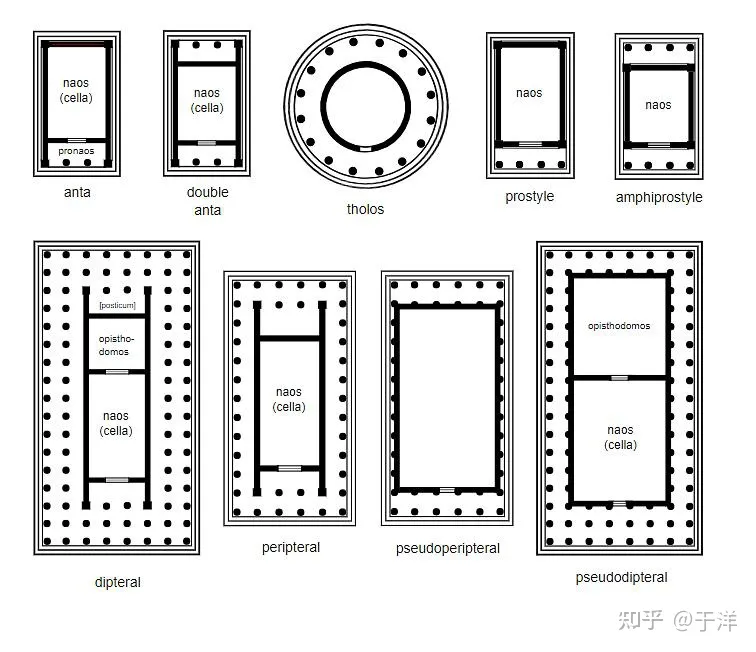 naos
(cella)
pronaos
anta
naos
(cella)
double
anta
tholos
naos
prostyle
naos
amphiprostyle
[posticum]
opistho-
domos
naos
(cella)
dipteral
naos
(cella)
peripteral
pseudoperipteral
opisthodomos
naos
(cella)
pseudodipteral
知乎 @于洋